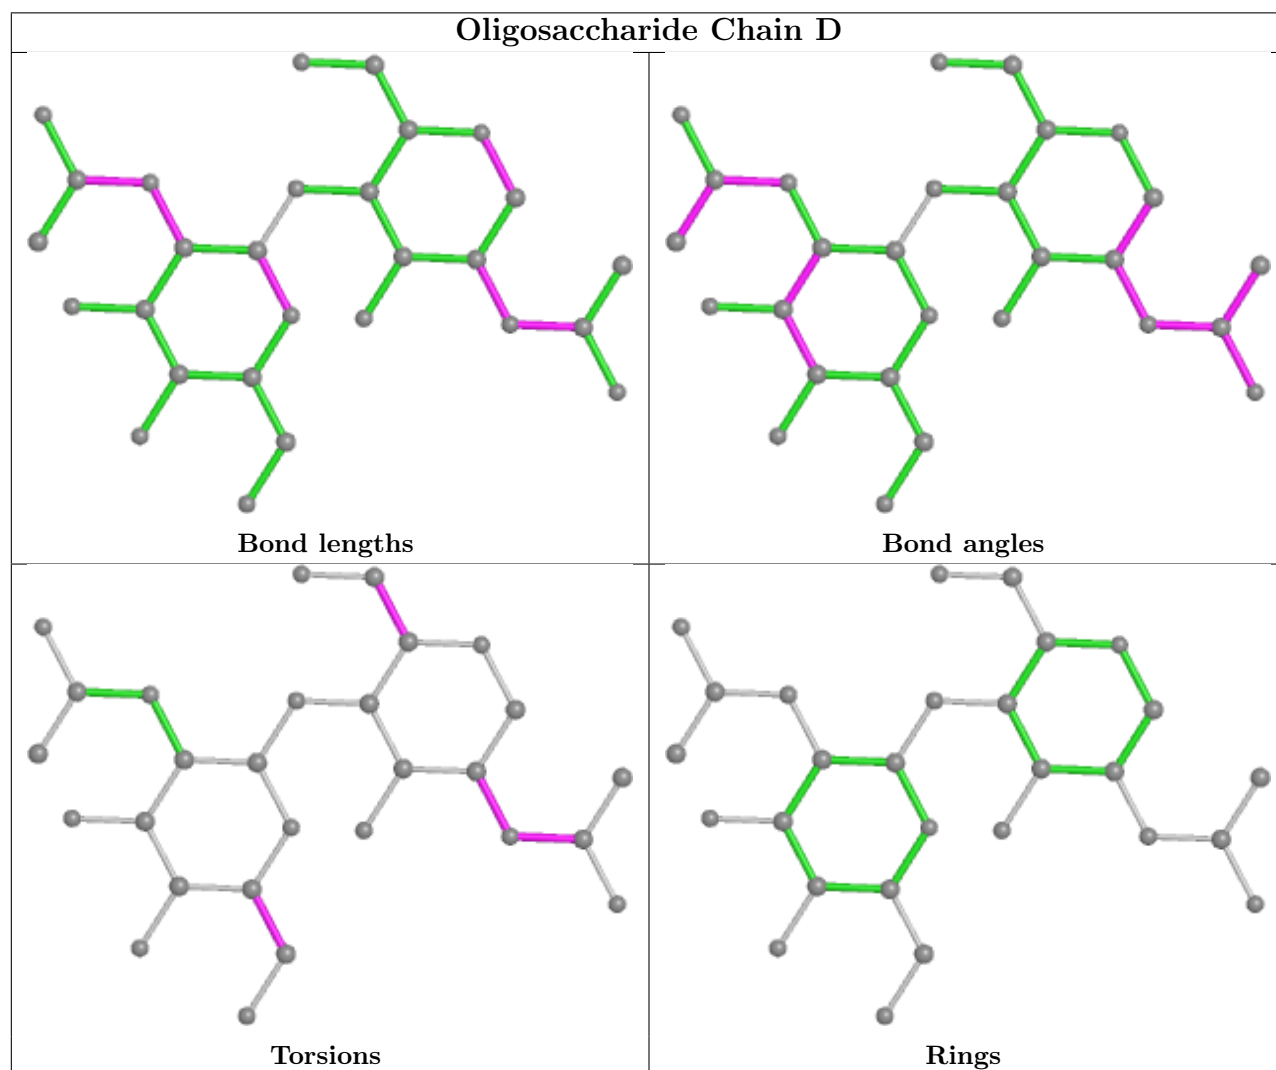 Oligosaccharide Chain D
Bond lengths
Bond angles
Torsions
Rings